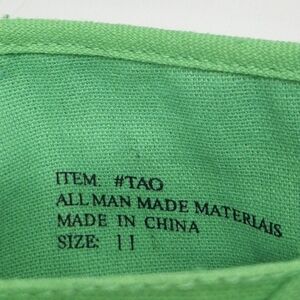 ITEM: #TAO
ALL MAN MADE MATERIALS
MADE IN CHINA
SIZE: 11